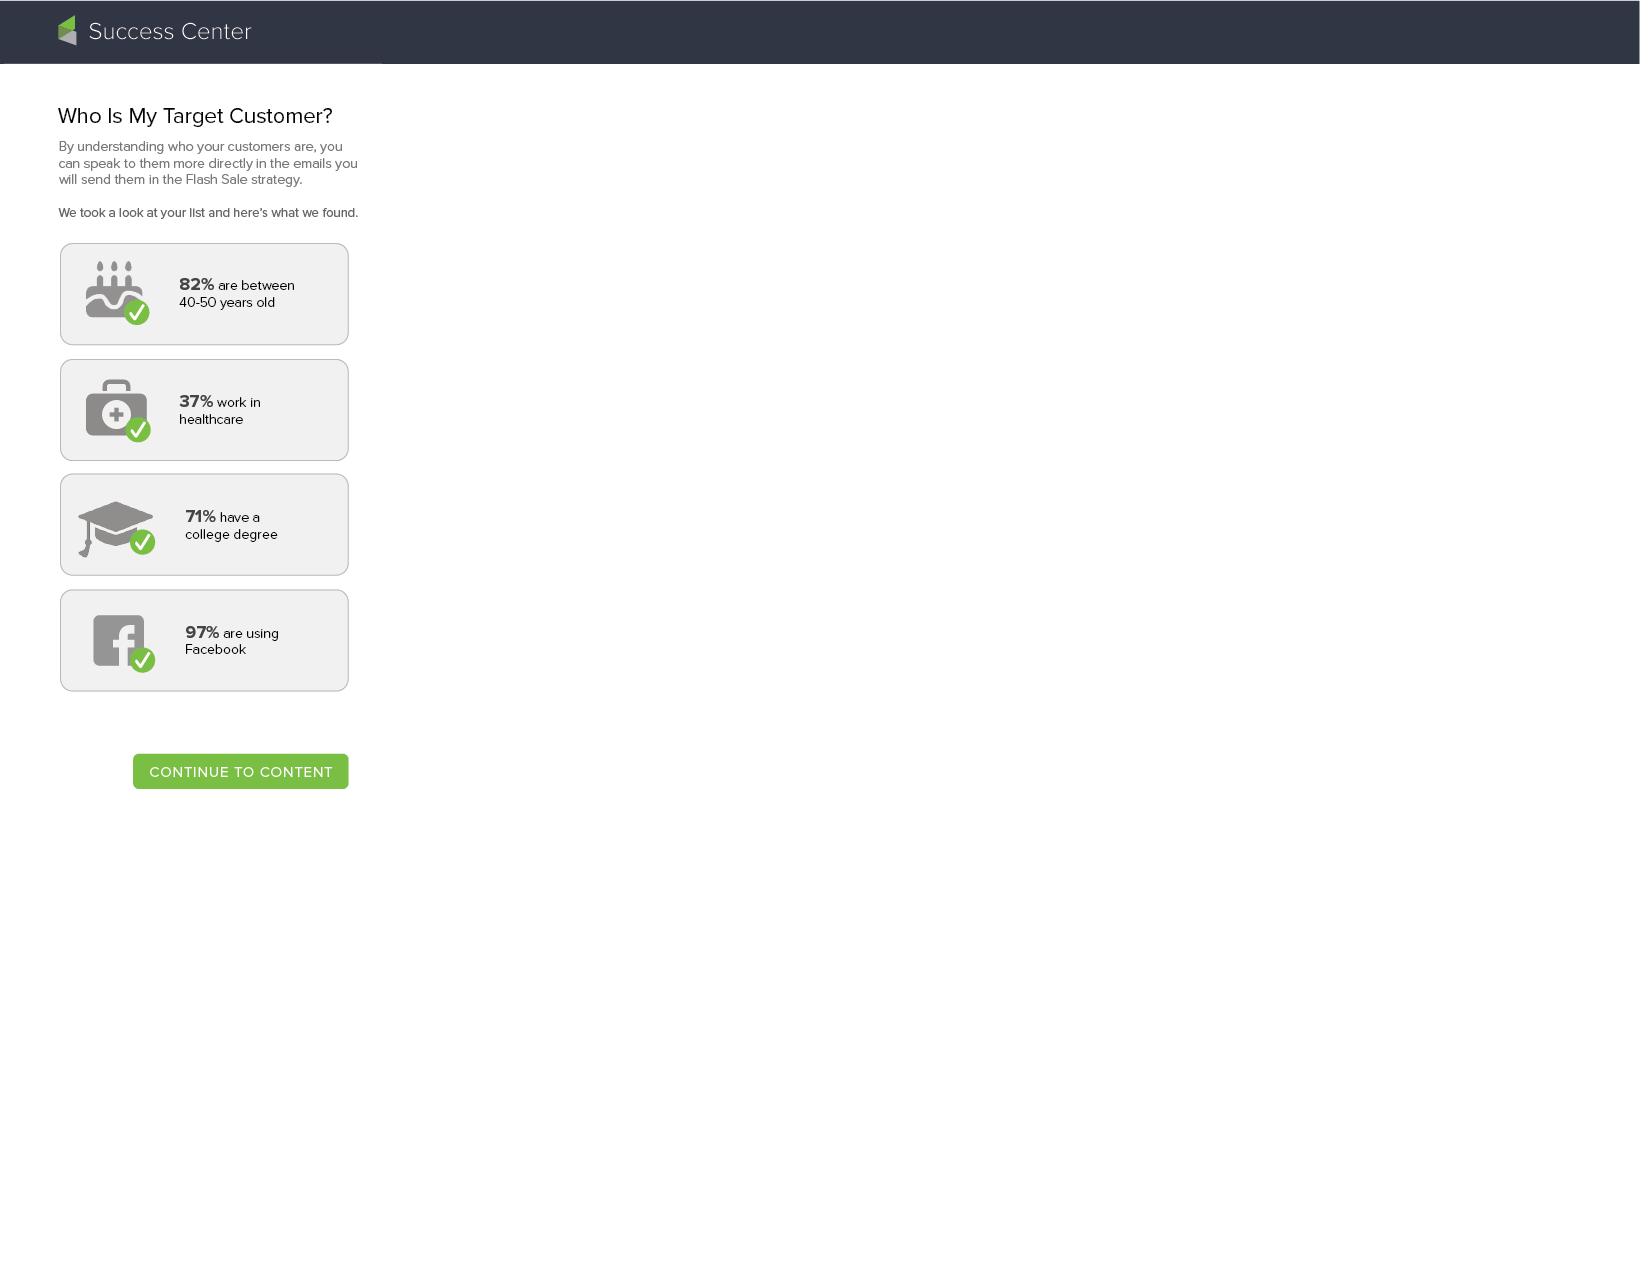 Success Center
Who Is My Target Customer?
By understanding who your customers are, you
can speak to them more directly in the emails you
will send them in the Flash Sale strategy.
We took a look at your list and here's what we found.
82% are between
40-50 years old
37% work in
healthcare
71% have a
college degree
97% are using
Facebook
CONTINUE TO CONTENT